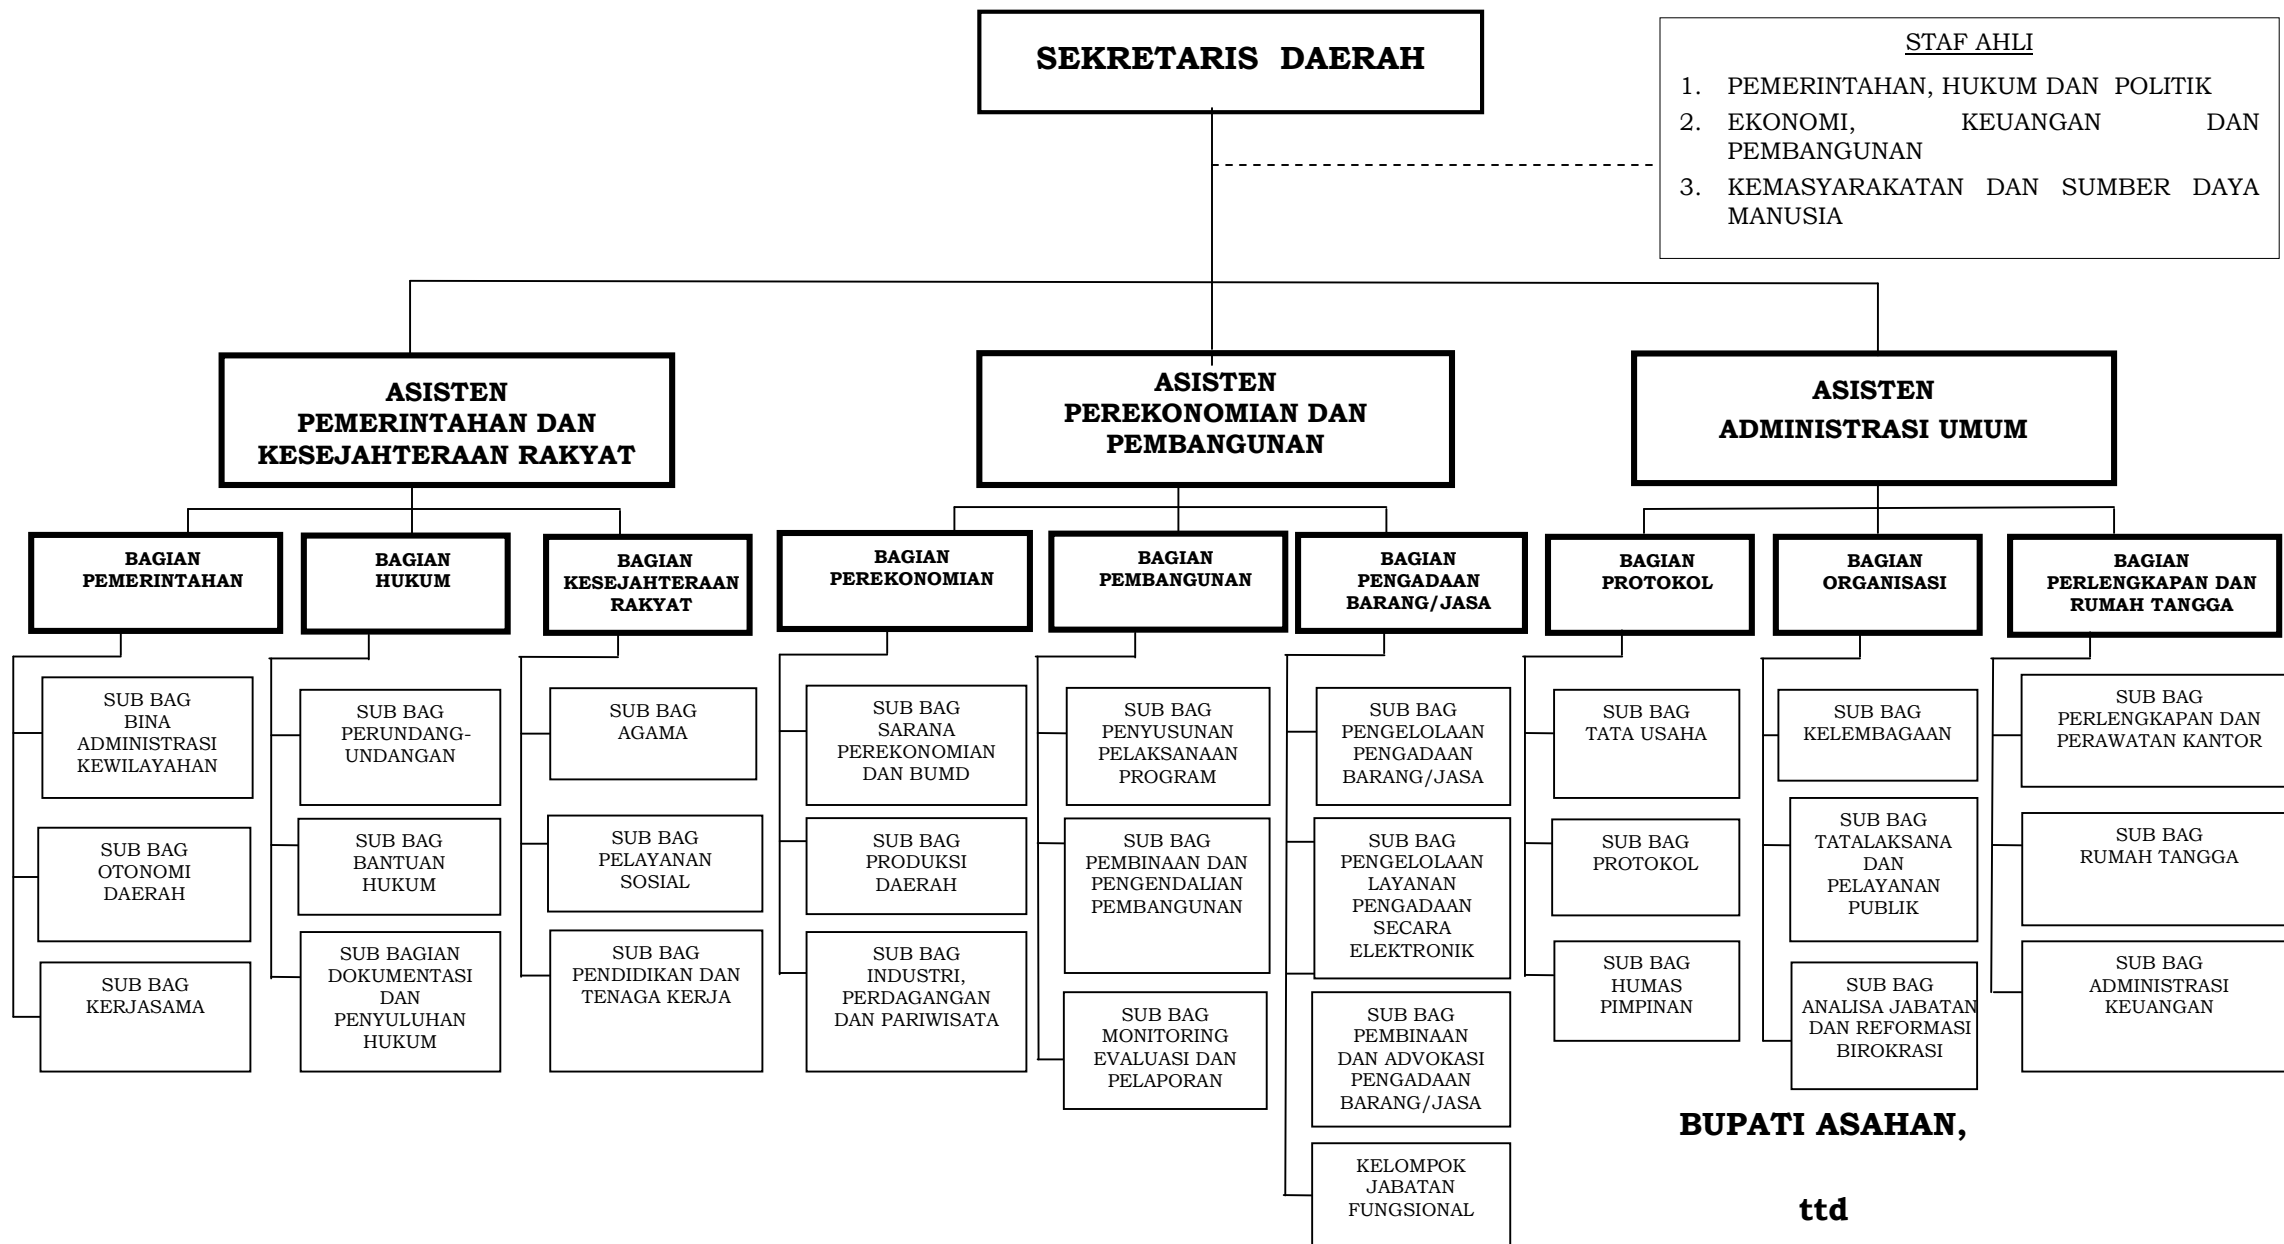 SEKRETARIS DAERAH
STAF AHLI
1. PEMERINTAHAN, HUKUM DAN POLITIK
2. EKONOMI, KEUANGAN DAN
PEMBANGUNAN
3. KEMASYARAKATAN DAN SUMBER DAYA
MANUSIA
ASISTEN
PEMERINTAHAN DAN
KESEJAHTERAAN RAKYAT
ASISTEN
PEREKONOMIAN DAN
PEMBANGUNAN
ASISTEN
ADMINISTRASI UMUM
BAGIAN
PEMERINTAHAN
BAGIAN
HUKUM
BAGIAN
KESEJAHTERAAN
RAKYAT
BAGIAN
PEREKONOMIAN
BAGIAN
PEMBANGUNAN
BAGIAN
PENGADAAN
BARANG/JASA
BAGIAN
PROTOKOL
BAGIAN
ORGANISASI
BAGIAN
PERLENGKAPAN DAN
RUMAH TANGGA
SUB BAG
BINA
ADMINISTRASI
KEWILAYAHAN
SUB BAG
PERUNDANG-
UNDANGAN
SUB BAG
AGAMA
SUB BAG
SARANA
PEREKONOMIAN
DAN BUMD
SUB BAG
PENYUSUNAN
PELAKSANAAN
PROGRAM
SUB BAG
PENGELOLAAN
PENGADAAN
BARANG/JASA
SUB BAG
TATA USAHA
SUB BAG
KELEMBAGAAN
SUB BAG
PERLENGKAPAN DAN
PERAWATAN KANTOR
SUB BAG
OTONOMI
DAERAH
SUB BAG
BANTUAN
HUKUM
SUB BAG
PELAYANAN
SOSIAL
SUB BAG
PRODUKSI
DAERAH
SUB BAG
PEMBINAAN DAN
PENGENDALIAN
PEMBANGUNAN
SUB BAG
PENGELOLAAN
LAYANAN
PENGADAAN
SECARA
ELEKTRONIK
SUB BAG
PROTOKOL
SUB BAG
TATALAKSANA
DAN
PELAYANAN
PUBLIK
SUB BAG
RUMAH TANGGA
SUB BAG
KERJASAMA
SUB BAGIAN
DOKUMENTASI
DAN
PENYULUHAN
HUKUM
SUB BAG
PENDIDIKAN DAN
TENAGA KERJA
SUB BAG
INDUSTRI,
PERDAGANGAN
DAN PARIWISATA
SUB BAG
MONITORING
EVALUASI DAN
PELAPORAN
SUB BAG
PEMBINAAN
DAN ADVOKASI
PENGADAAN
BARANG/JASA
SUB BAG
HUMAS
PIMPINAN
SUB BAG
ANALISA JABATAN
DAN REFORMASI
BIROKRASI
SUB BAG
ADMINISTRASI
KEUANGAN
KELOMPOK
JABATAN
FUNGSIONAL
BUPATI ASAHAN,
ttd